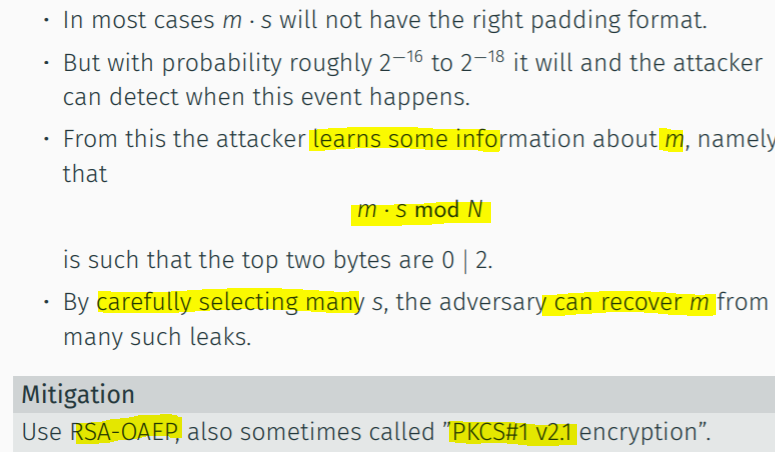 · In most cases m · s will not have the right padding format.
· But with probability roughly 2⁻¹⁶ to 2⁻¹⁸ it will and the attacker
can detect when this event happens.
· From this the attacker learns some information about m, namely
that
m · s mod N
is such that the top two bytes are 0 | 2.
· By carefully selecting many s, the adversary can recover m from
many such leaks.
Mitigation
Use RSA-OAEP, also sometimes called ”PKCS#1 v2.1 encryption”.